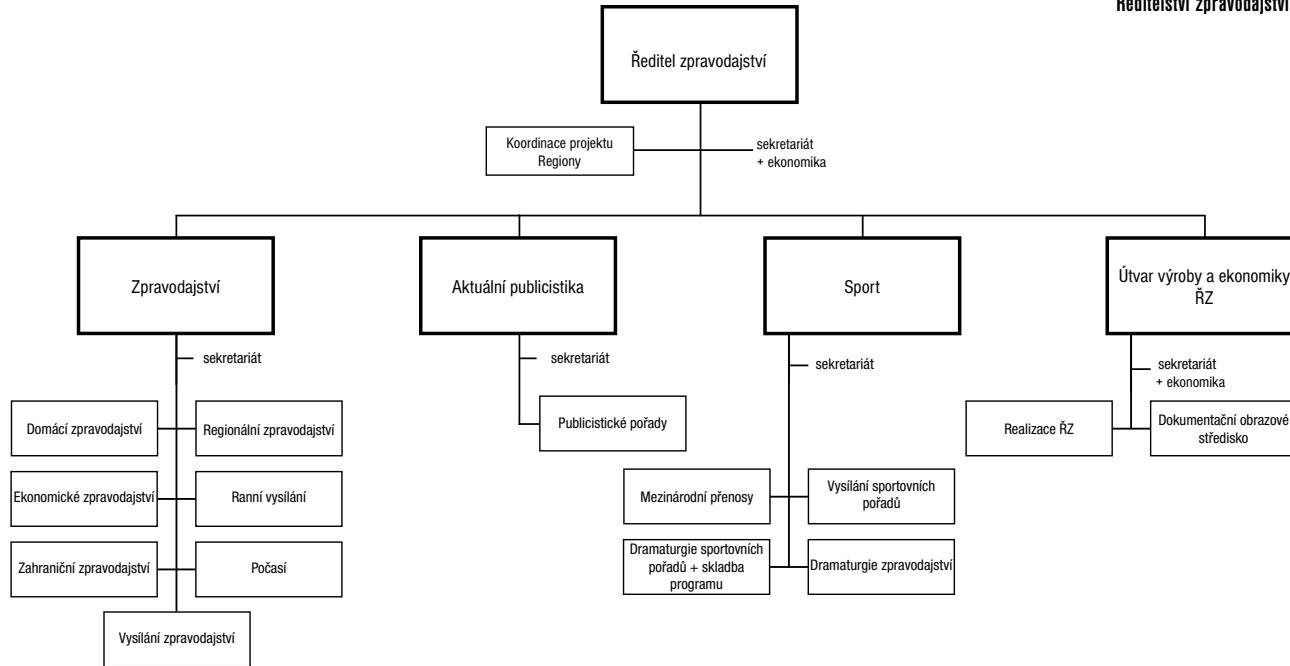 Ředitelství zpravodajství
Ředitel zpravodajství
Koordinace projektu
Regiony
sekretariát
+ ekonomika
Zpravodajství
Aktuální publicistika
Sport
Útvar výroby a ekonomiky
ŘZ
sekretariát
sekretariát
sekretariát
sekretariát
+ ekonomika
Domácí zpravodajství
Regionální zpravodajství
Publicistické pořady
Realizace ŘZ
Dokumentační obrazové
středisko
Ekonomické zpravodajství
Ranní vysílání
Mezinárodní přenosy
Vysílání sportovních
pořadů
Zahraniční zpravodajství
Počasí
Dramaturgie sportovních
pořadů + skladba
programu
Dramaturgie zpravodajství
Vysílání zpravodajství